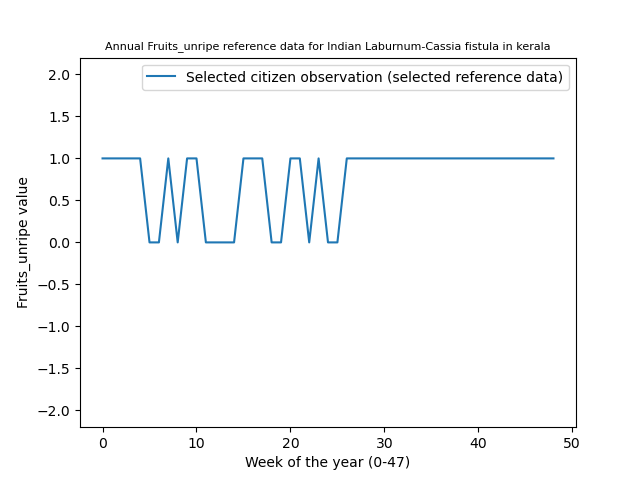 Annual Fruits_unripe reference data for Indian Laburnum-Cassia fistula in kerala
Selected citizen observation (selected reference data)
2.0
1.5
1.0
0.5
0.0
−0.5
−1.0
−1.5
−2.0
Fruits_unripe value
0 10 20 30 40 50
Week of the year (0-47)